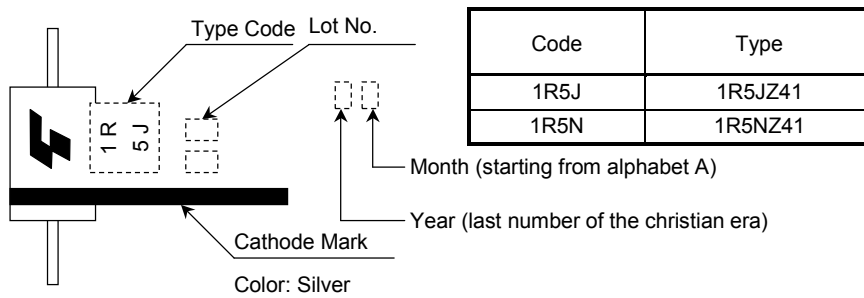 Type Code
Lot No.
1R
5J
Month (starting from alphabet A)
Year (last number of the christian era)
Cathode Mark
Color: Silver
Code Type
1R5J 1R5JZ41
1R5N 1R5NZ41